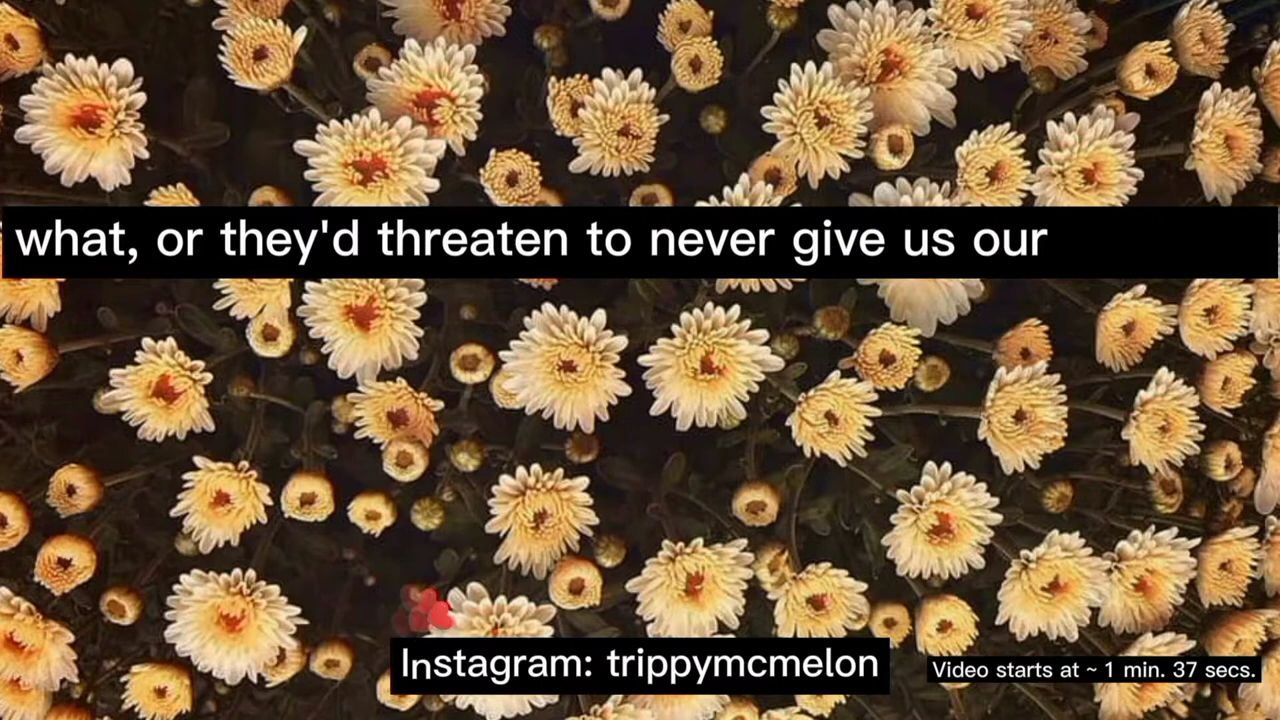 what, or they'd threaten to never give us our
Instagram: trippymcmelon
Video starts at ~ 1 min. 37 secs.